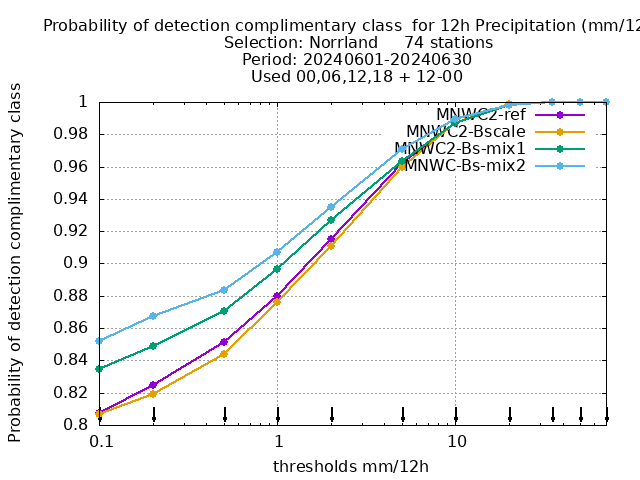 Probability of detection complimentary class  for 12h Precipitation (mm/12
Selection: Norrland     74 stations
Period: 20240601-20240630
Used 00,06,12,18 + 12-00
Probability of detection complimentary class
1
0.98
0.96
0.94
0.92
0.9
0.88
0.86
0.84
0.82
0.8
MNWC2-ref
MNWC2-Bscale
MNWC2-Bs-mix1
MNWC-Bs-mix2
0.1
1
10
thresholds mm/12h